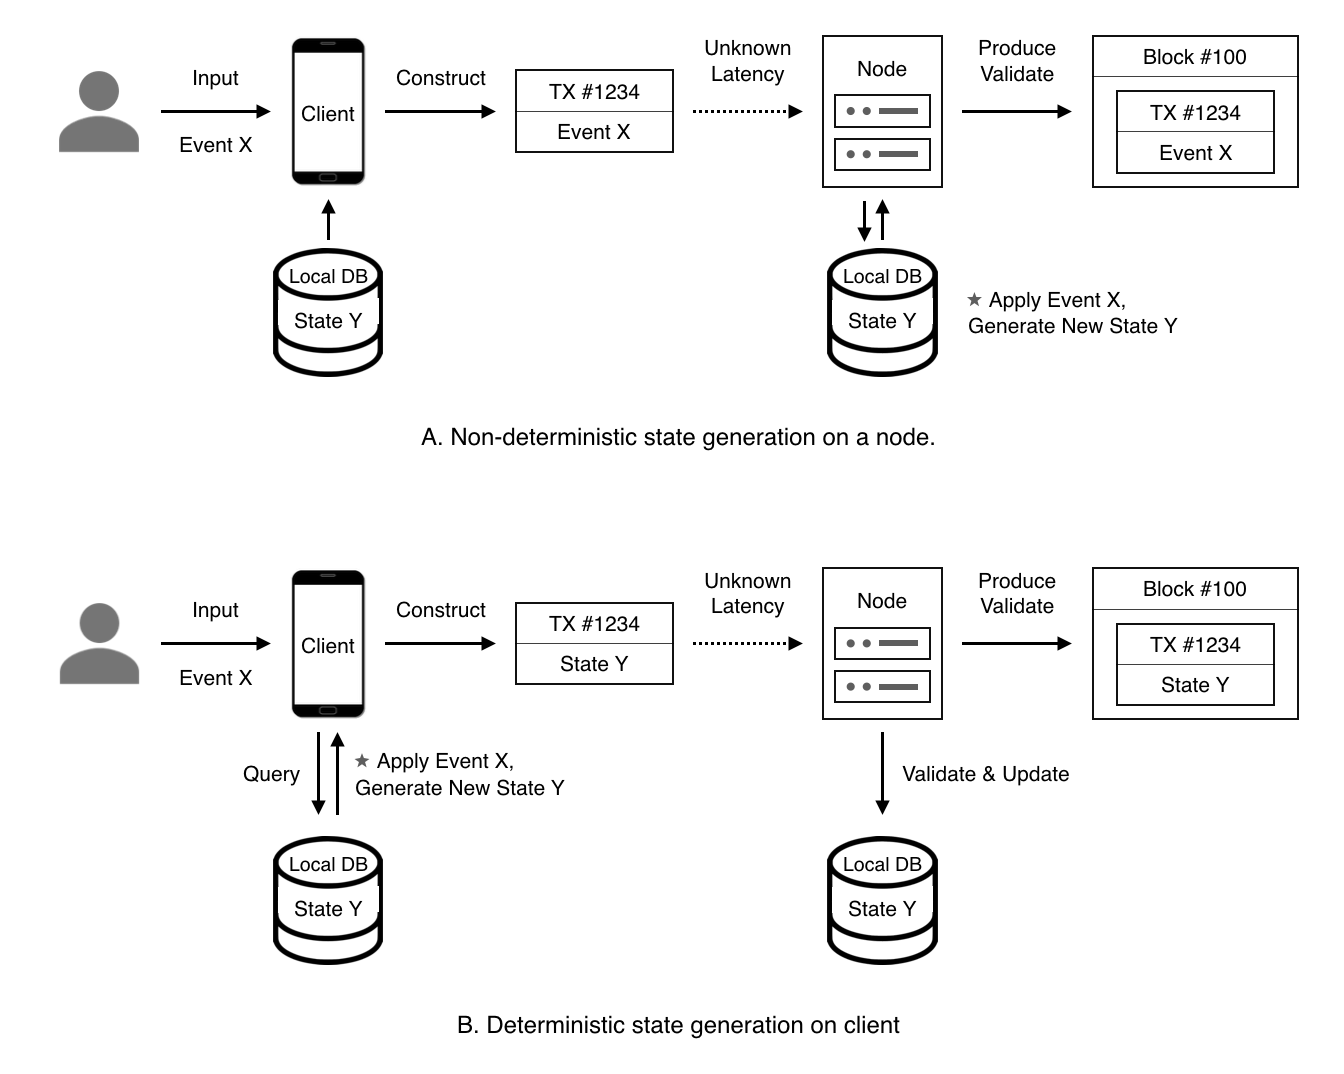 Input
Event X
Client
Construct
TX #1234
Event X
Unknown
Latency
Node
Produce
Validate
Block #100
TX #1234
Event X
Local DB
State Y
Local DB
State Y
★ Apply Event X,
Generate New State Y
A. Non-deterministic state generation on a node.
Input
Event X
Client
Construct
TX #1234
State Y
Unknown
Latency
Node
Produce
Validate
Block #100
TX #1234
State Y
Query
★ Apply Event X,
Generate New State Y
Validate & Update
Local DB
State Y
Local DB
State Y
B. Deterministic state generation on client